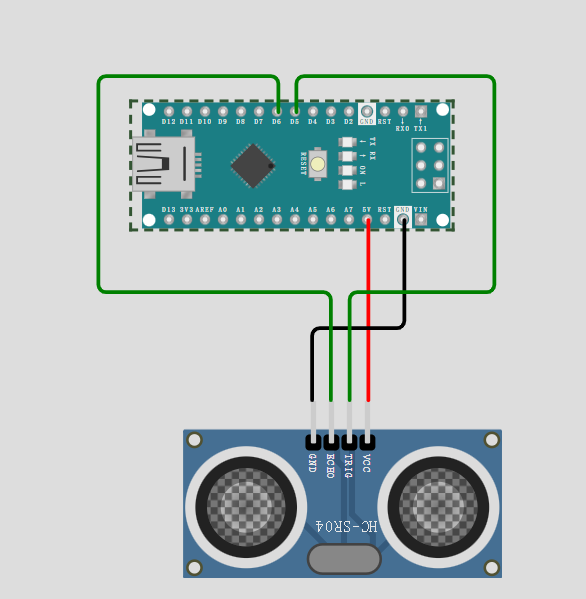 D12 D11 D10 D9 D8 D7 D6 D5 D4 D3 D2 GND RST ↓ ↑
RX0 TX1
RESET
TX RX ↑ ON L
D13 3V3 AREF A0 A1 A2 A3 A4 A5 A6 A7 5V RST GND VIN
GND ECHO TRIG VCC
HC-SR04